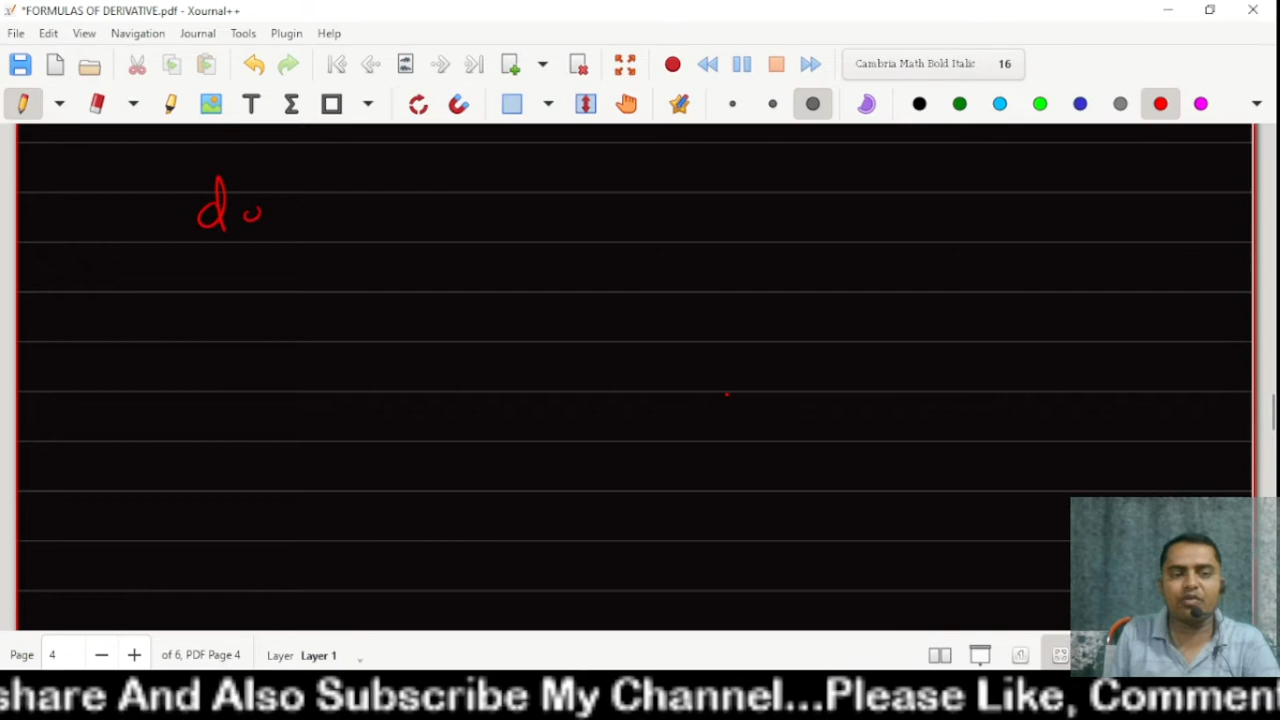 *FORMULAS OF DERIVATIVE.pdf - Xournal++
File Edit View Navigation Journal Tools Plugin Help
Cambria Math Bold Italic 16
d
Page 4 of 6, PDF Page 4 Layer Layer 1
share And Also Subscribe My Channel...Please Like, Commen